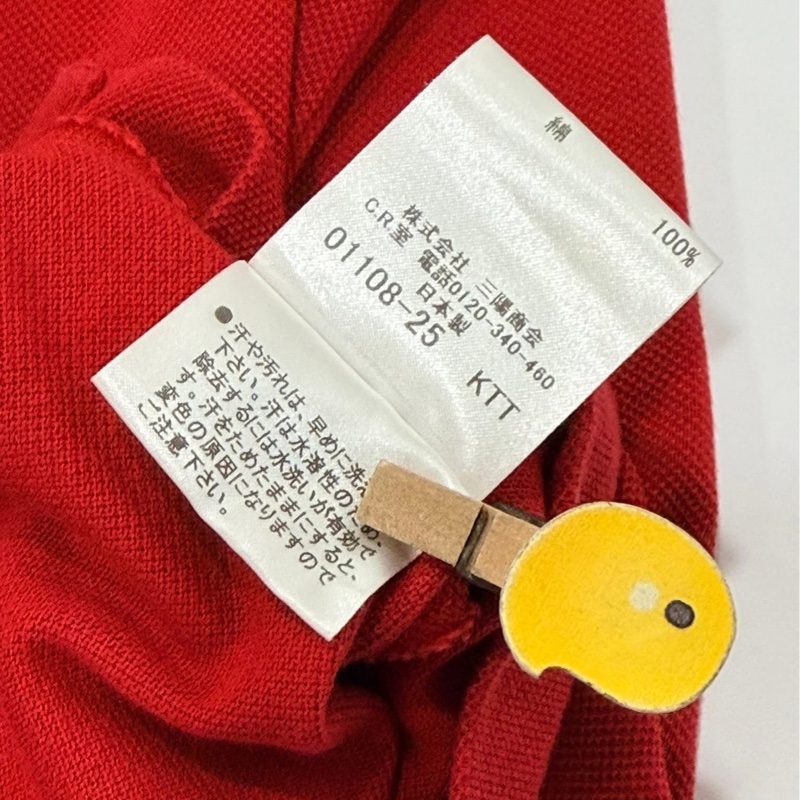 綿
100%
株式会社 三陽商会
C.R室 電話0120-340-460
日本製
01108-25 KTT
●汗や汚れは、早めに洗
下さい。汗は水溶性の
除去するには水洗いが有効で
す。汗をためたままにすると、
変色の原因になりますので
ご注意下さい。